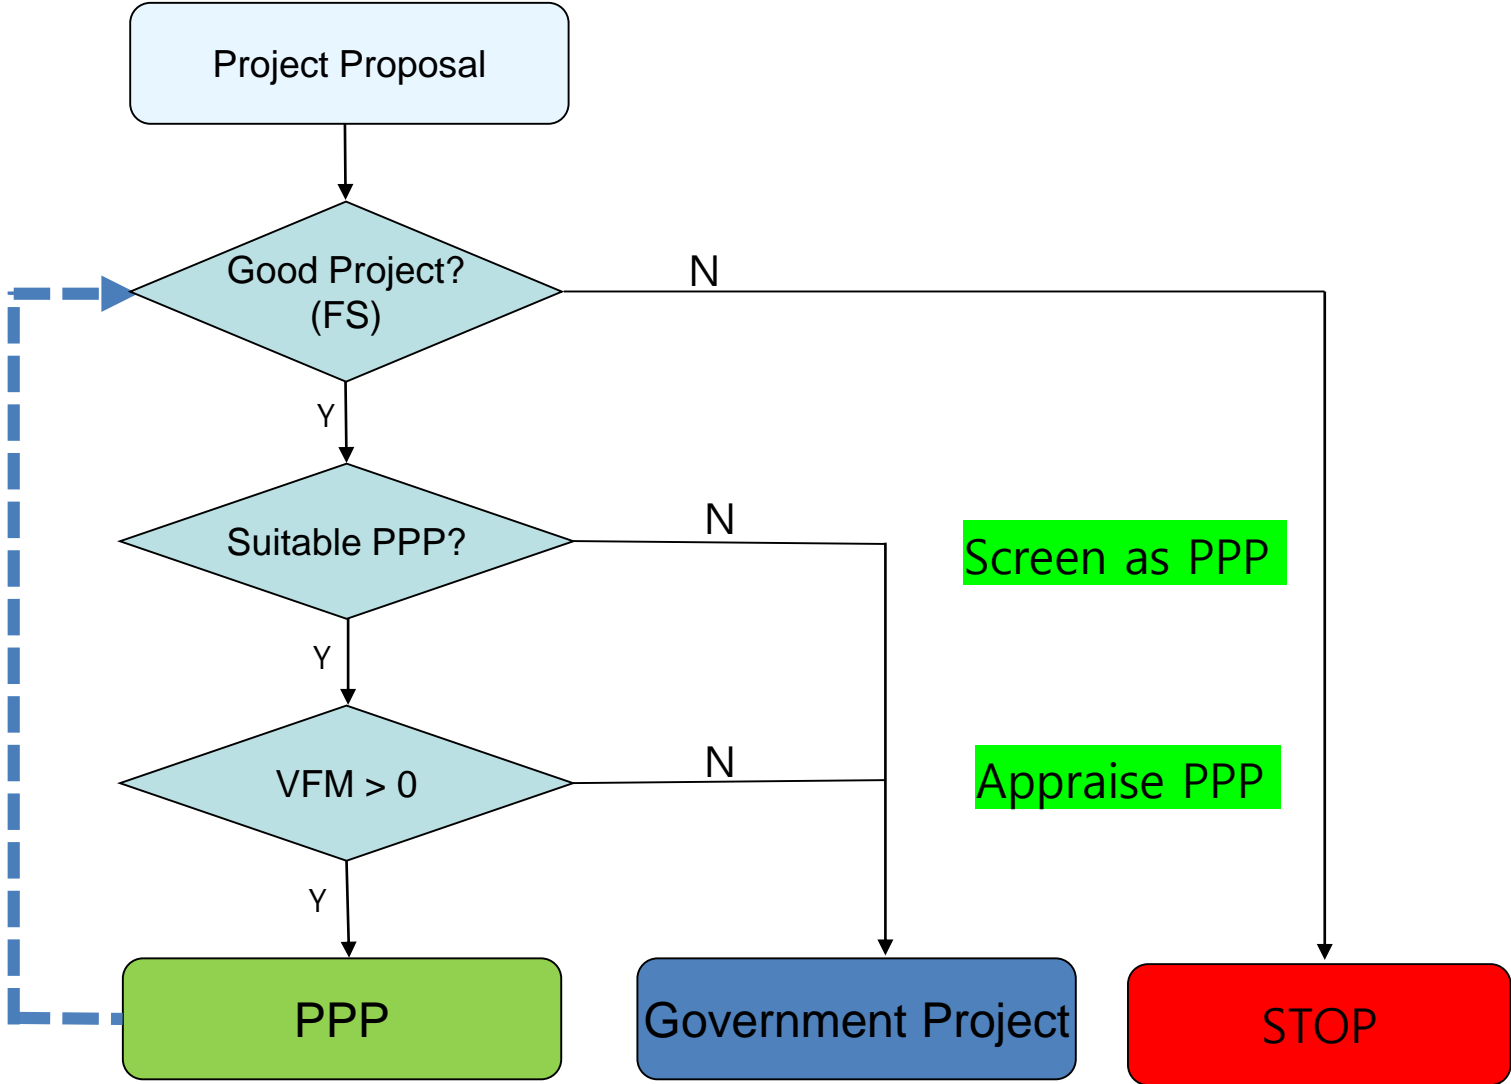 Project Proposal
Good Project?
(FS)
N
Y
Suitable PPP?
N
Screen as PPP
Y
VFM > 0
N
Appraise PPP
Y
PPP
Government Project
STOP